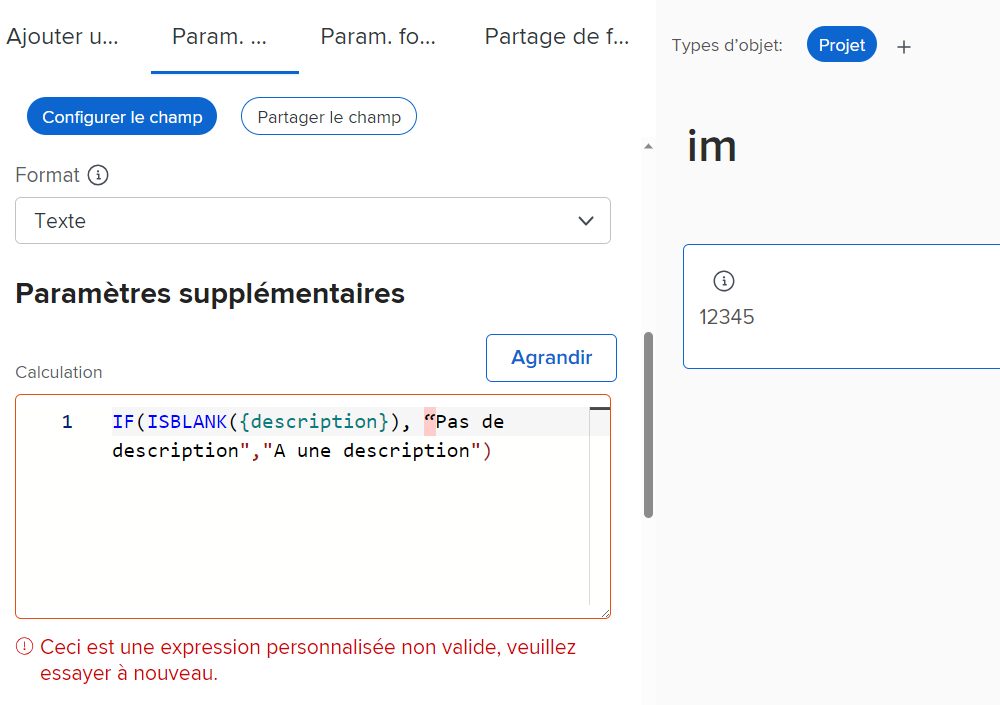 Ajouter u...
Param. ...
Param. fo...
Partage de f...
Types d’objet:
Projet
+
Configurer le champ
Partager le champ
im
Format
Texte
12345
Paramètres supplémentaires
Agrandir
Calculation
1 IF(ISBLANK({description}), “Pas de
description","A une description")
Ceci est une expression personnalisée non valide, veuillez
essayer à nouveau.